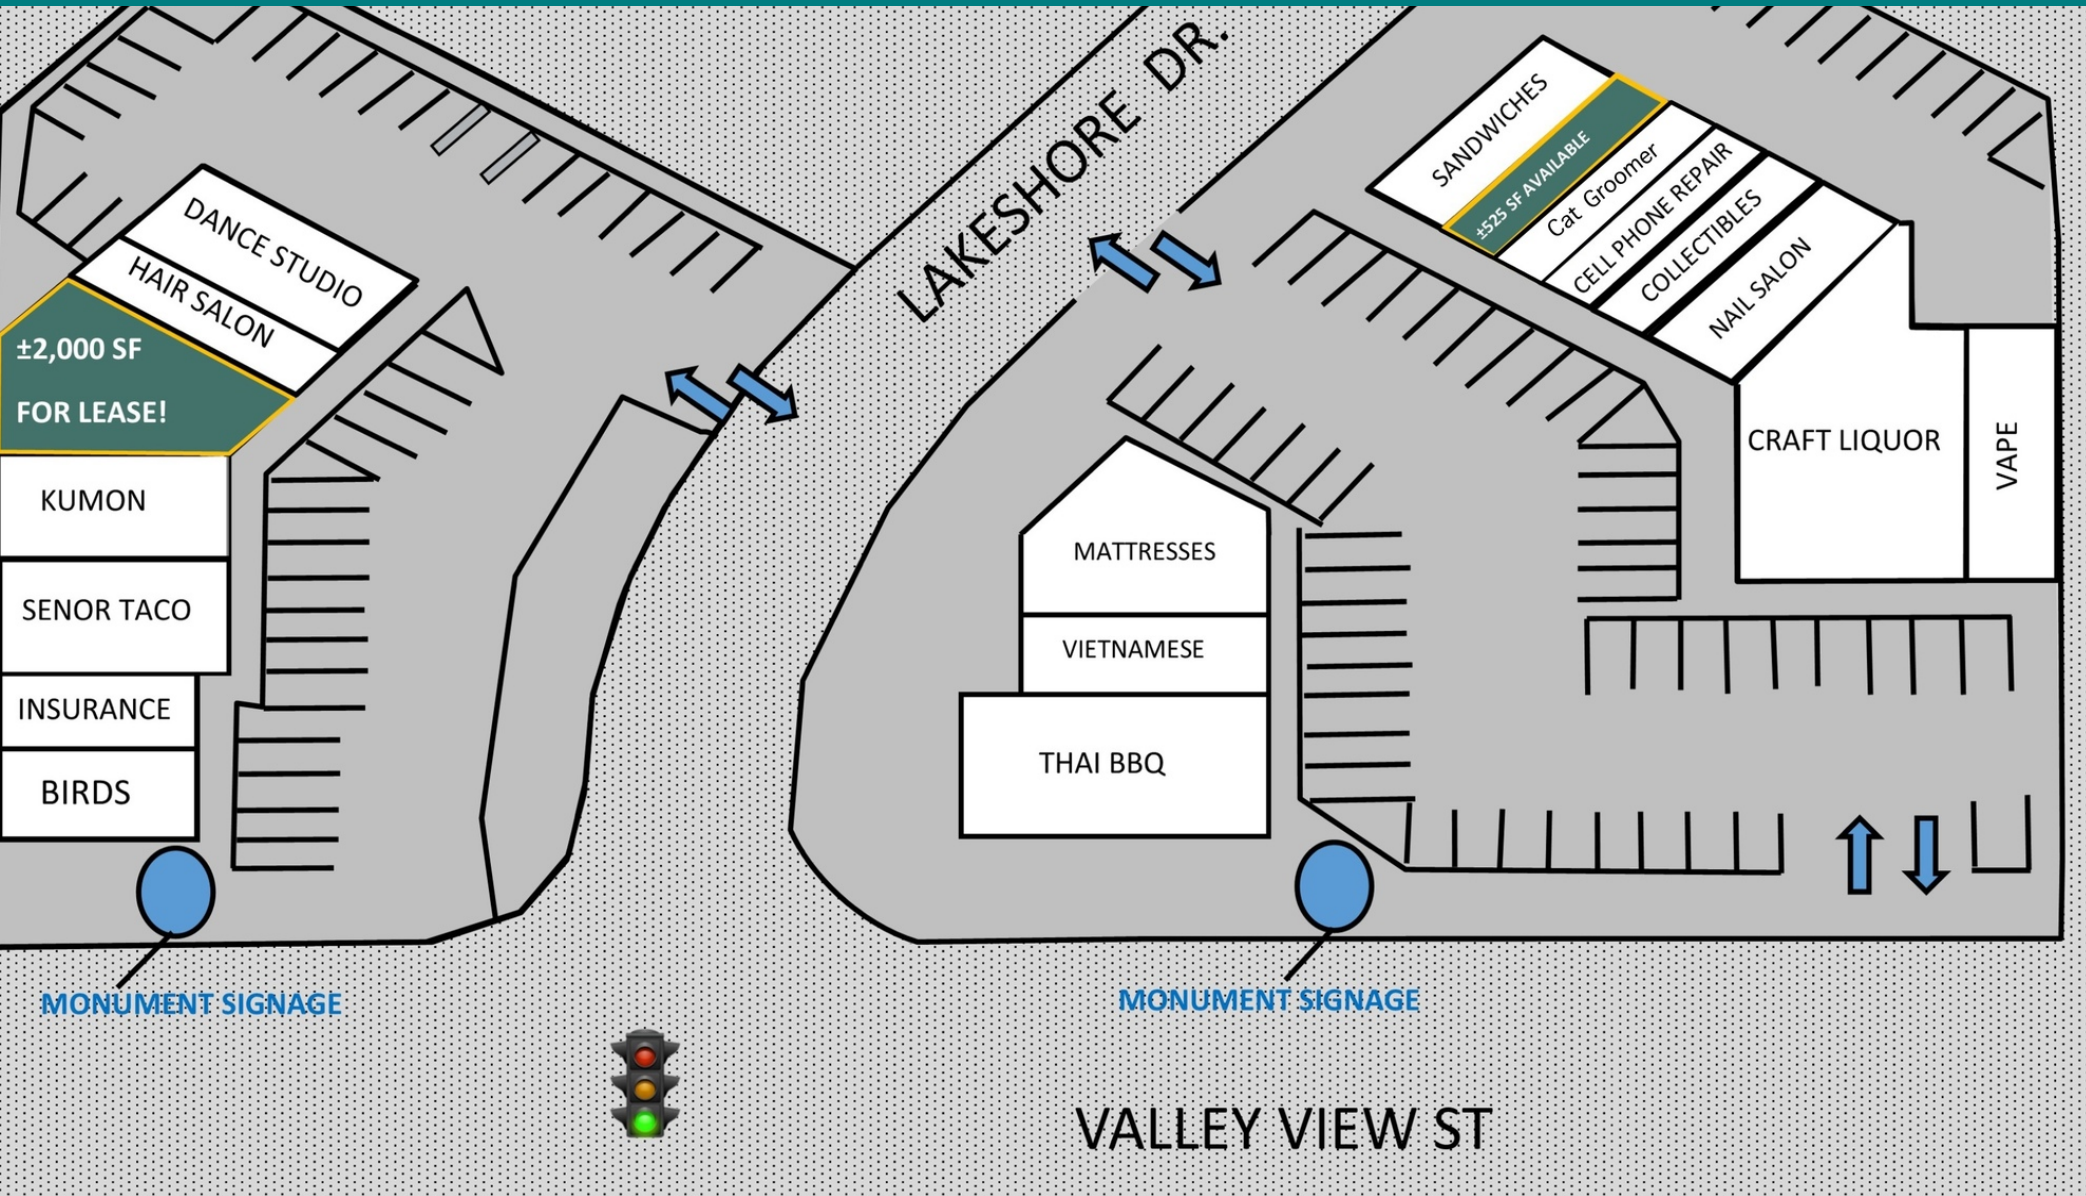 LAKESHORE DR.
SANDWICHES
±525 SF AVAILABLE
Cat Groomer
CELL PHONE REPAIR
COLLECTIBLES
NAIL SALON
CRAFT LIQUOR
VAPE
DANCE STUDIO
HAIR SALON
±2,000 SF
FOR LEASE!
KUMON
SENOR TACO
INSURANCE
BIRDS
MATTRESSES
VIETNAMESE
THAI BBQ
MONUMENT SIGNAGE
MONUMENT SIGNAGE
VALLEY VIEW ST